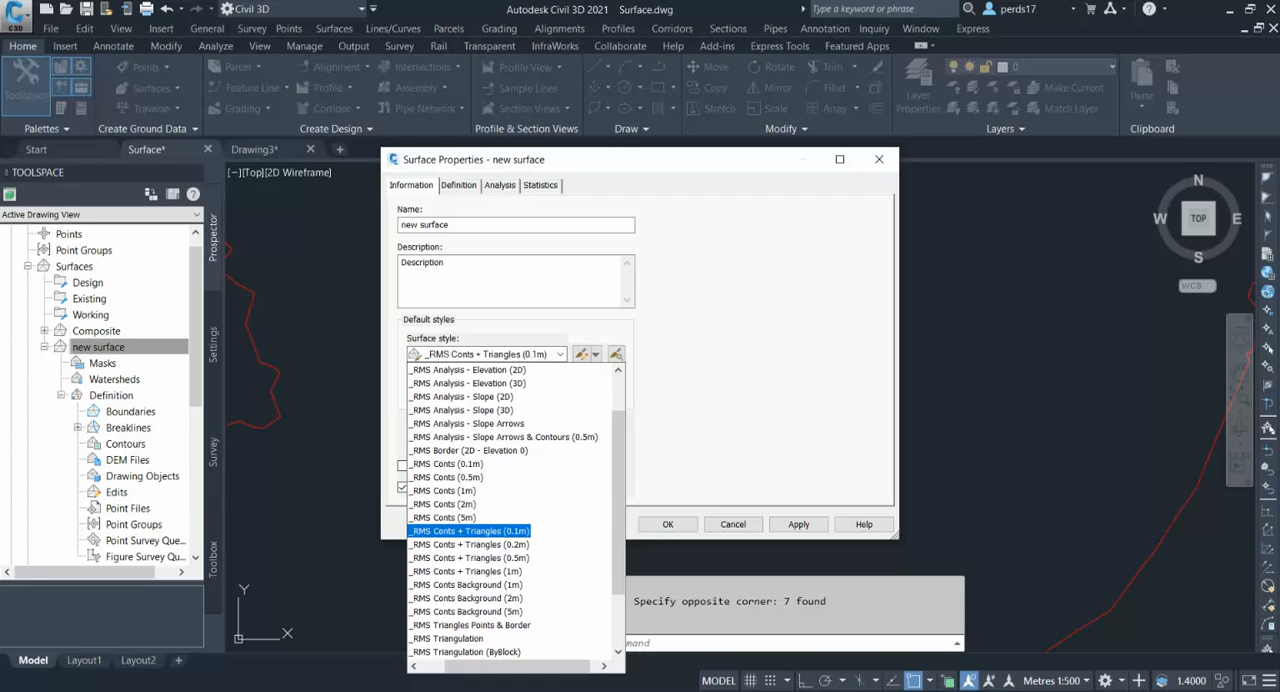 Civil 3D
Autodesk Civil 3D 2021 Surface.dwg
Type a keyword or phrase
perds17
C3D
File Edit View Insert General Survey Points Surfaces Lines/Curves Parcels Grading Alignments Profiles Corridors Sections Pipes Annotation Inquiry Window Express
Home Insert Annotate Modify Analyze View Manage Output Survey Rail Transparent InfraWorks Collaborate Help Add-ins Express Tools Featured Apps
Toolspace
Points
Surfaces
Traverse
Parcel
Feature Line
Grading
Alignment
Profile
Corridor
Intersections
Assembly
Pipe Network
Profile View
Sample Lines
Section Views
Move
Copy
Stretch
Rotate
Mirror
Scale
Trim
Fillet
Array
Layer
Properties
0
Make Current
Match Layer
Paste
Palettes Create Ground Data Create Design Profile & Section Views Draw Modify Layers Clipboard
Start Surface* Drawing3*
TOOLSPACE
[−][Top][2D Wireframe]
Active Drawing View
Points
Point Groups
Surfaces
Design
Existing
Working
Composite
new surface
Masks
Watersheds
Definition
Boundaries
Breaklines
Contours
DEM Files
Drawing Objects
Edits
Point Files
Point Groups
Point Survey Que...
Figure Survey Qu...
Prospector
Settings
Survey
Toolbox
Surface Properties - new surface
Information Definition Analysis Statistics
Name:
new surface
Description:
Description
Default styles
Surface style:
_RMS Conts + Triangles (0.1m)
_RMS Analysis - Elevation (2D)
_RMS Analysis - Elevation (3D)
_RMS Analysis - Slope (2D)
_RMS Analysis - Slope (3D)
_RMS Analysis - Slope Arrows
_RMS Analysis - Slope Arrows & Contours (0.5m)
_RMS Border (2D - Elevation 0)
_RMS Conts (0.1m)
_RMS Conts (0.5m)
_RMS Conts (1m)
_RMS Conts (2m)
_RMS Conts (5m)
_RMS Conts + Triangles (0.1m)
_RMS Conts + Triangles (0.2m)
_RMS Conts + Triangles (0.5m)
_RMS Conts + Triangles (1m)
_RMS Conts Background (1m)
_RMS Conts Background (2m)
_RMS Conts Background (5m)
_RMS Triangles Points & Border
_RMS Triangulation
_RMS Triangulation (ByBlock)
OK Cancel Apply Help
N
W TOP E
S
WCS
Y
X
Specify opposite corner: 7 found
mmand
Model Layout1 Layout2
MODEL
Metres 1:500
1.4000